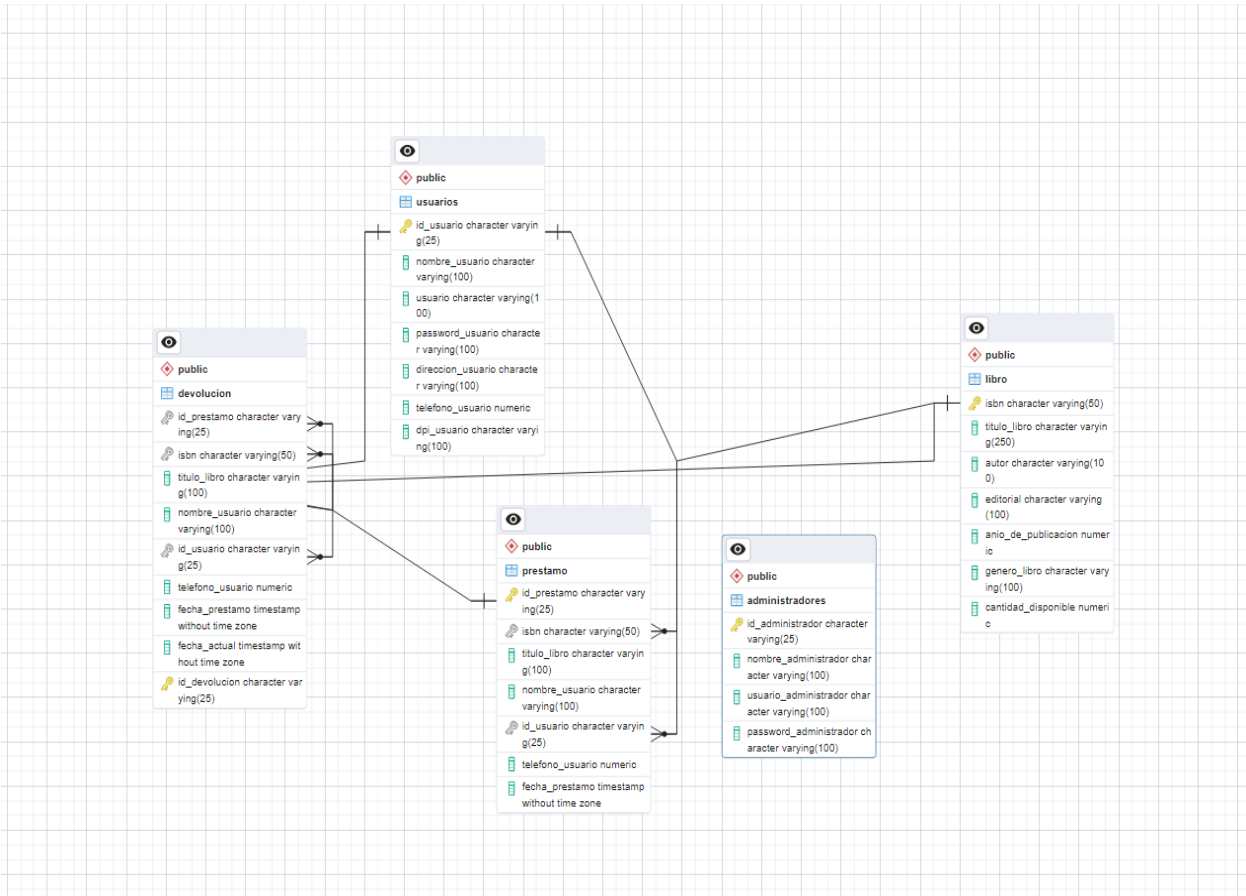 public
usuarios
id_usuario character varyin
g(25)
nombre_usuario character
varying(100)
usuario character varying(1
00)
password_usuario characte
r varying(100)
direccion_usuario characte
r varying(100)
telefono_usuario numeric
dpi_usuario character varyi
ng(100)
public
devolucion
id_prestamo character vary
ing(25)
isbn character varying(50)
titulo_libro character varyin
g(100)
nombre_usuario character
varying(100)
id_usuario character varyin
g(25)
telefono_usuario numeric
fecha_prestamo timestamp
without time zone
fecha_actual timestamp wit
hout time zone
id_devolucion character var
ying(25)
public
prestamo
id_prestamo character vary
ing(25)
isbn character varying(50)
titulo_libro character varyin
g(100)
nombre_usuario character
varying(100)
id_usuario character varyin
g(25)
telefono_usuario numeric
fecha_prestamo timestamp
without time zone
public
administradores
id_administrador character
varying(25)
nombre_administrador char
acter varying(100)
usuario_administrador char
acter varying(100)
password_administrador ch
aracter varying(100)
public
libro
isbn character varying(50)
titulo_libro character varyin
g(250)
autor character varying(10
0)
editorial character varying
(100)
anio_de_publicacion numer
ic
genero_libro character vary
ing(100)
cantidad_disponible numeri
c